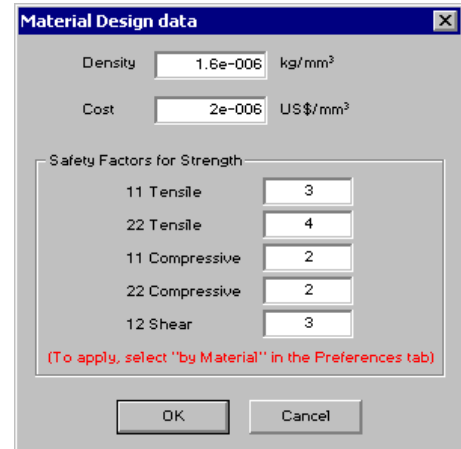 Material Design data
Density 1.6e-006 kg/mm³
Cost 2e-006 US$/mm³
Safety Factors for Strength
11 Tensile 3
22 Tensile 4
11 Compressive 2
22 Compressive 2
12 Shear 3
(To apply, select "by Material" in the Preferences tab)
OK Cancel